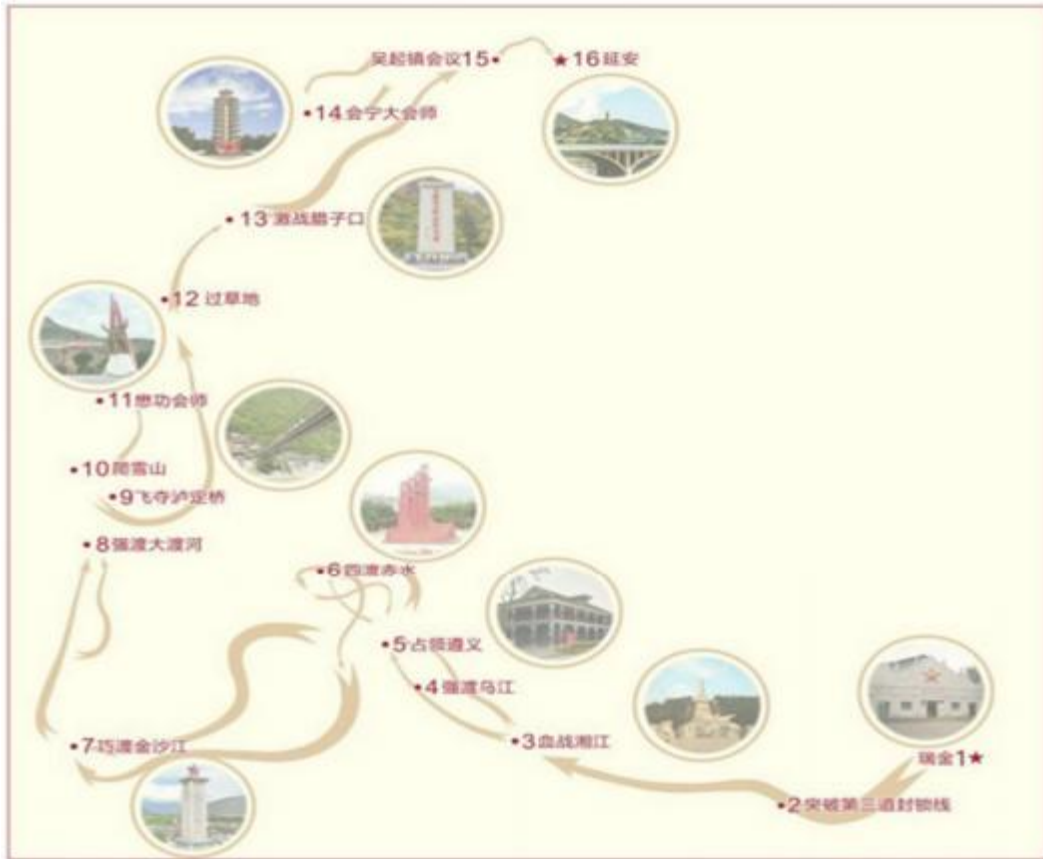 吴起镇会议15
16延安
14会宁大会师
13激战腊子口
12过草地
11懋功会师
10爬雪山
9飞夺泸定桥
8强渡大渡河
6四渡赤水
5占领遵义
4强渡乌江
3血战湘江
7巧渡金沙江
瑞金1
2突破第三道封锁线